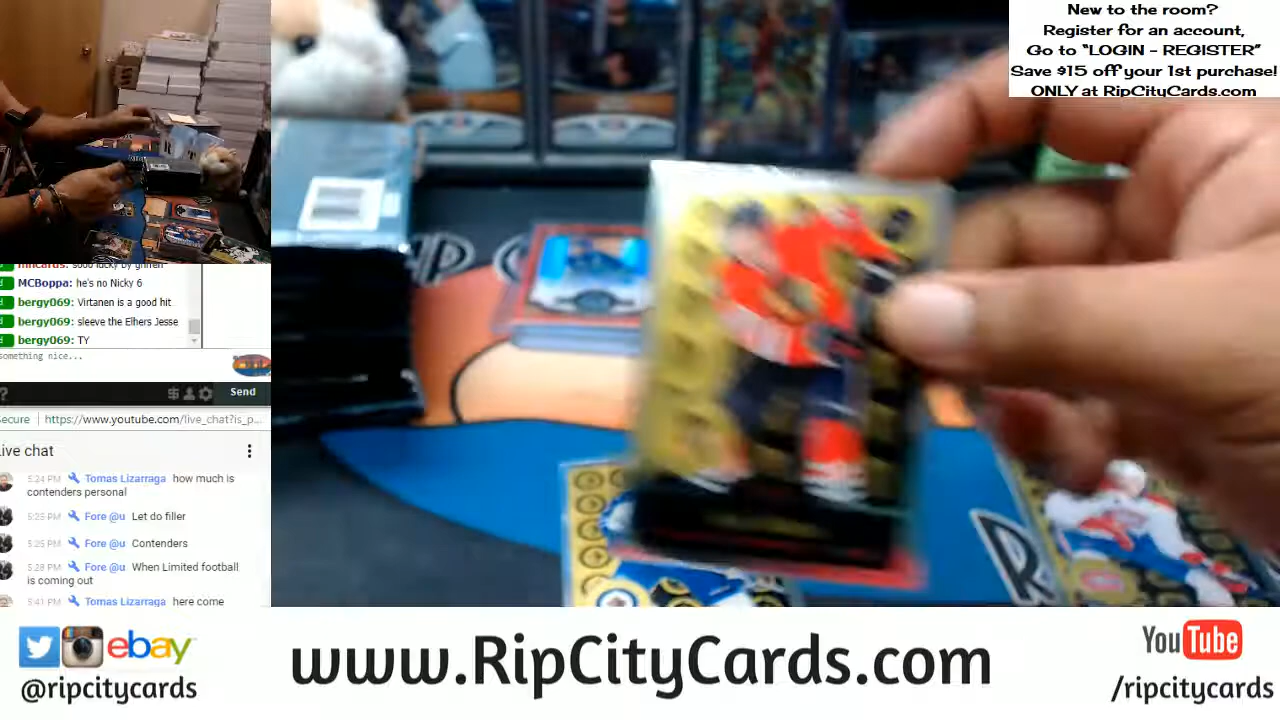 New to the room?
Register for an account,
Go to "LOGIN - REGISTER"
Save $15 off your 1st purchase!
ONLY at RipCityCards.com
MCBoppa: he's no Nicky 6
bergy069: Virtanen is a good hit
bergy069: sleeve the Elhers Jesse
bergy069: TY
something nice...
Send
ecure https://www.youtube.com/live_chat?is_p...
ive chat
5:24 PM Tomas Lizarraga how much is
contenders personal
5:25 PM Fore @u Let do filler
5:25 PM Fore @u Contenders
5:28 PM Fore @u When Limited football
is coming out
5:41 PM Tomas Lizarraga here come
ebay
@ripcitycards
www.RipCityCards.com
YouTube
/ripcitycards